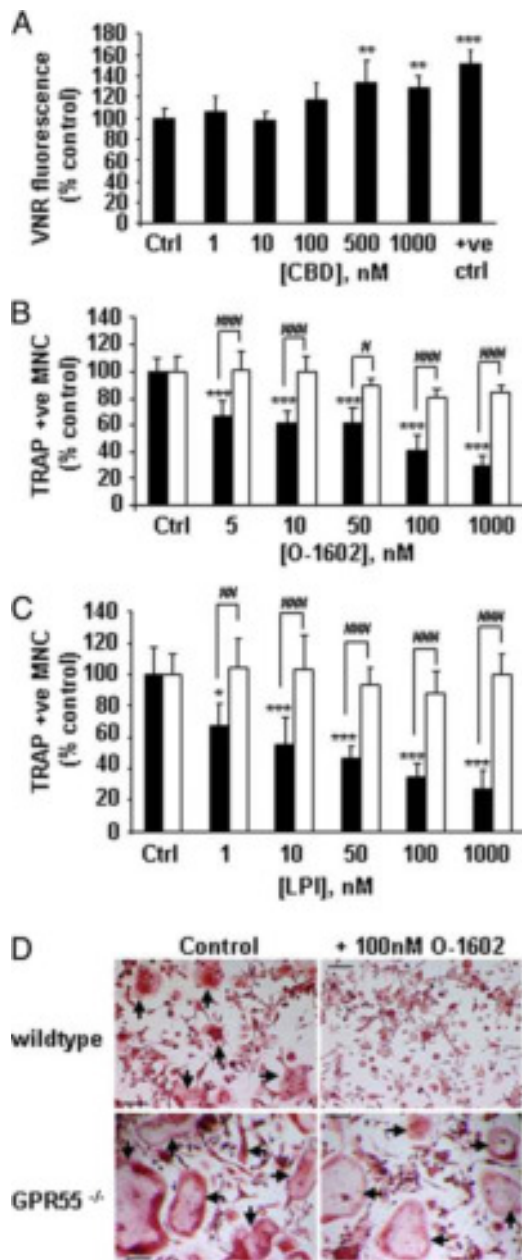 A
VNR fluorescence
(% control)
180
160
140
120
100
80
60
40
20
0
** ** ***
Ctrl 1 10 100 500 1000 +ve
ctrl
[CBD], nM
B
TRAP +ve MNC
(% control)
140
120
100
80
60
40
20
0
*** *** *** *** ***
Ctrl 5 10 50 100 1000
[O-1602], nM
C
TRAP +ve MNC
(% control)
140
120
100
80
60
40
20
0
* *** *** *** ***
Ctrl 1 10 50 100 1000
[LPI], nM
D
Control + 100nM O-1602
wildtype
GPR55 -/-